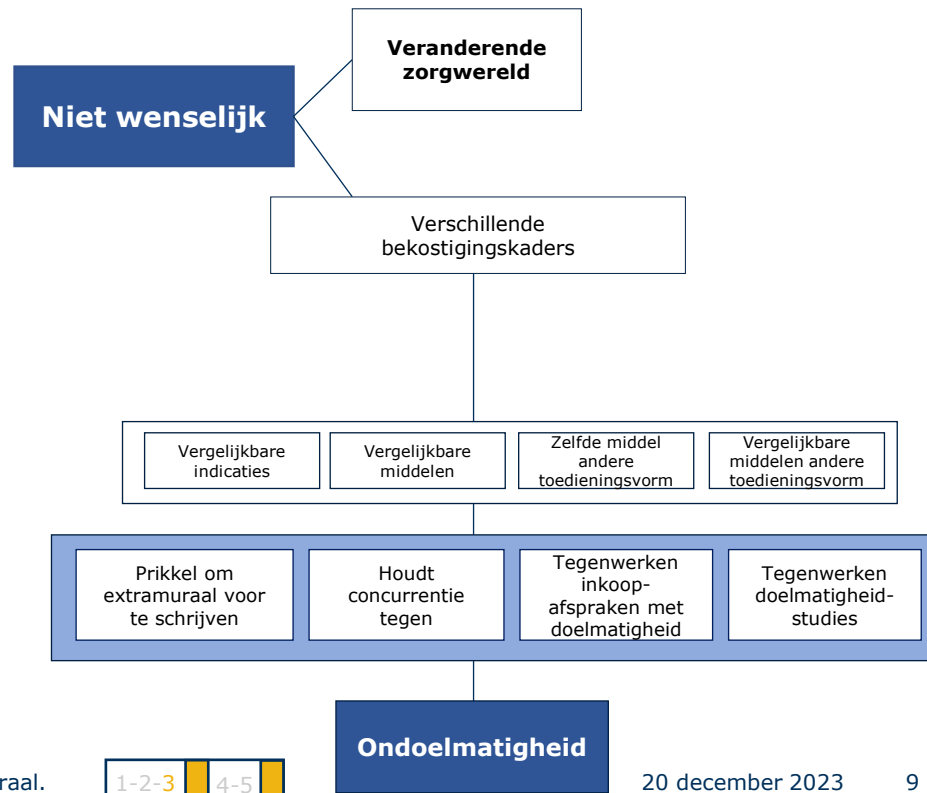 Veranderende
zorgwereld
Niet wenselijk
Verschillende
bekostigingskaders
Vergelijkbare
indicaties
Vergelijkbare
middelen
Zelfde middel
andere
toedieningsvorm
Vergelijkbare
middelen andere
toedieningsvorm
Prikkel om
extramuraal voor
te schrijven
Houdt
concurrentie
tegen
Tegenwerken
inkoop-
afspraken met
doelmatigheid
Tegenwerken
doelmatigheid-
studies
Ondoelmatigheid
raal.
1-2-3
4-5
20 december 2023
9